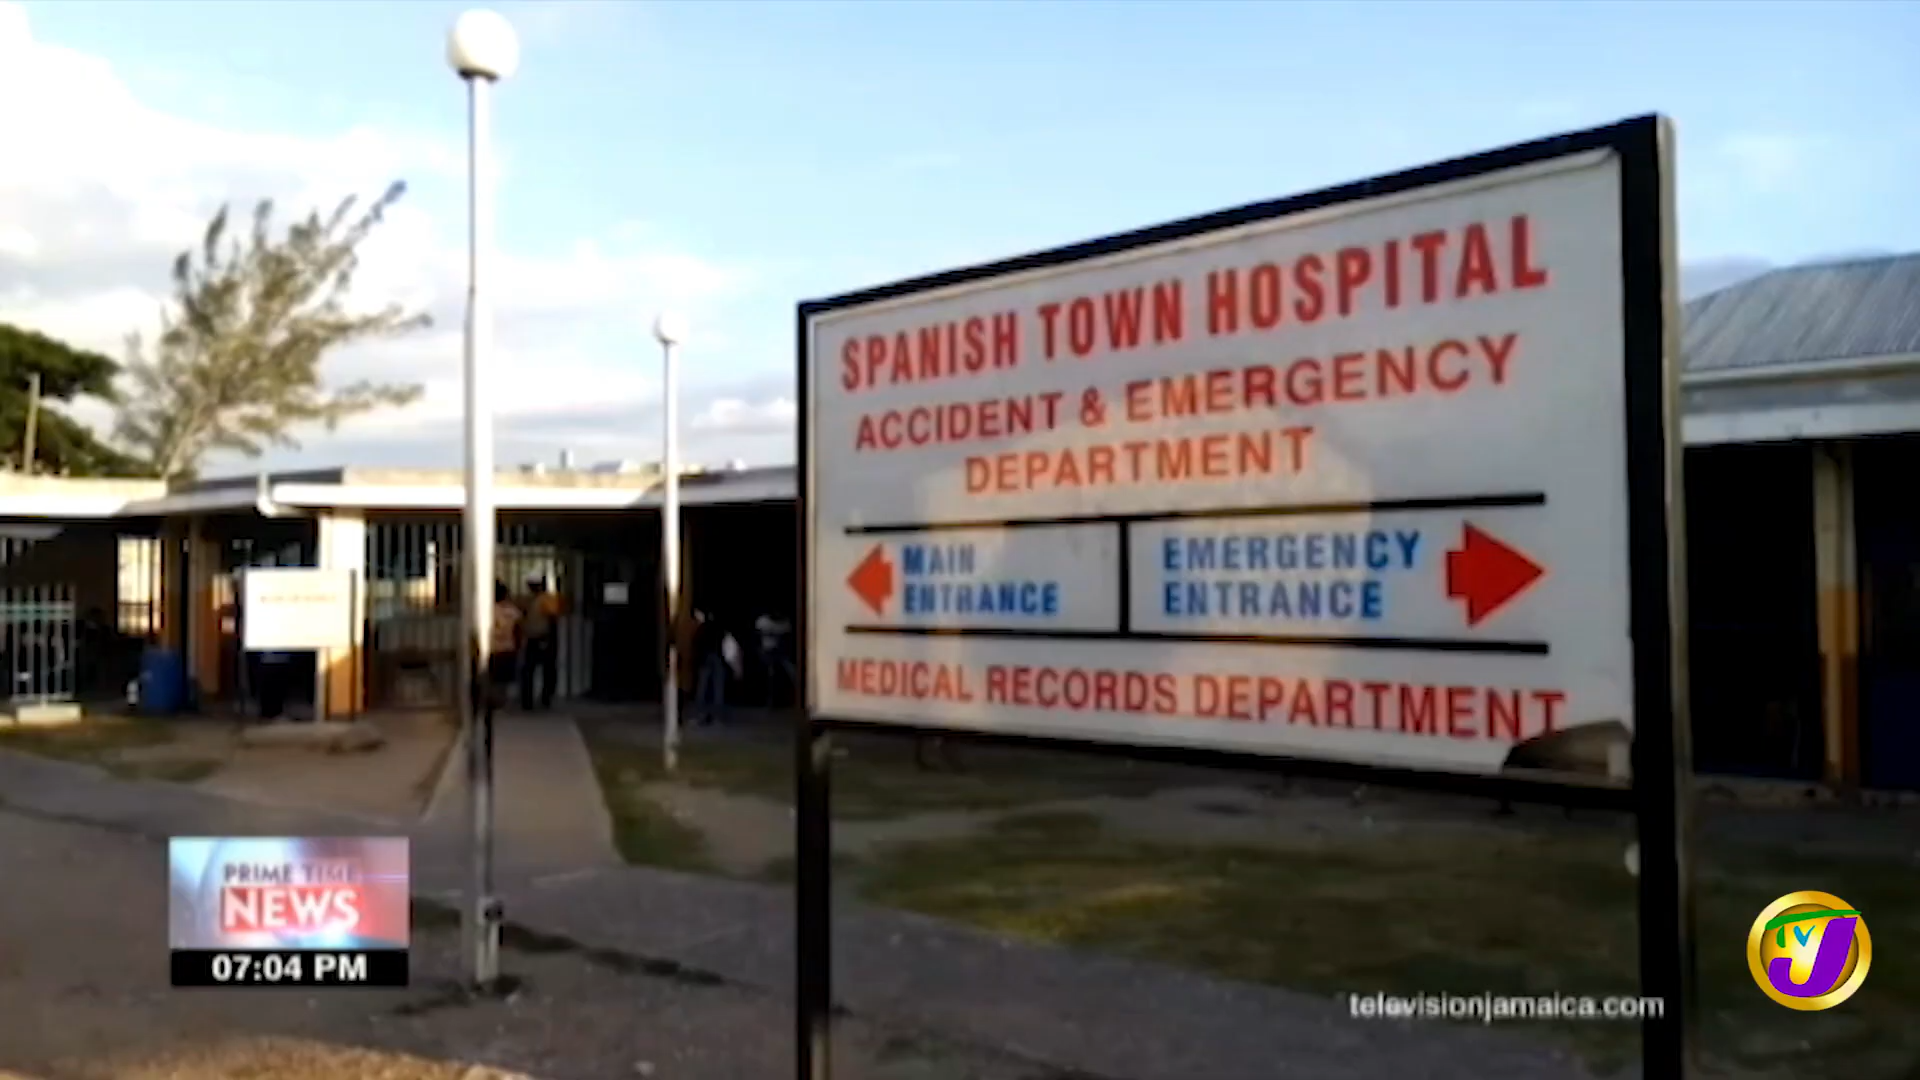 SPANISH TOWN HOSPITAL
ACCIDENT & EMERGENCY
DEPARTMENT
MAIN
ENTRANCE
EMERGENCY
ENTRANCE
MEDICAL RECORDS DEPARTMENT
PRIME TIME
NEWS
07:04 PM
TVJ
televisionjamaica.com